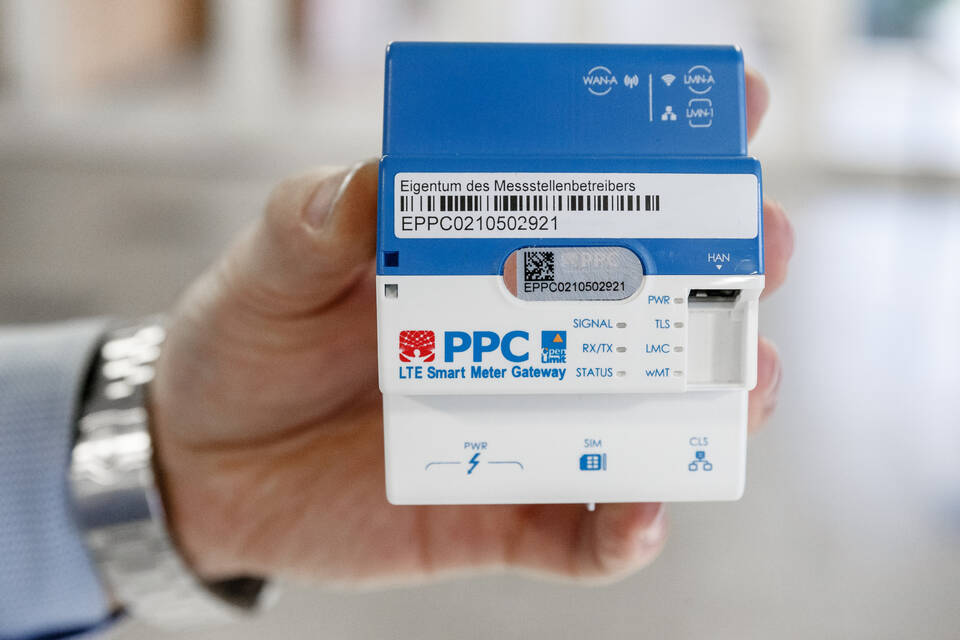 WAN-A
LMN-A
LMN-1
Eigentum des Messstellenbetreibers
EPPC0210502921
PPC
EPPC0210502921
HAN
PWR
SIGNAL
TLS
RX/TX
LMC
STATUS
wMT
PPC
Open
Limit
LTE Smart Meter Gateway
PWR
SIM
CLS